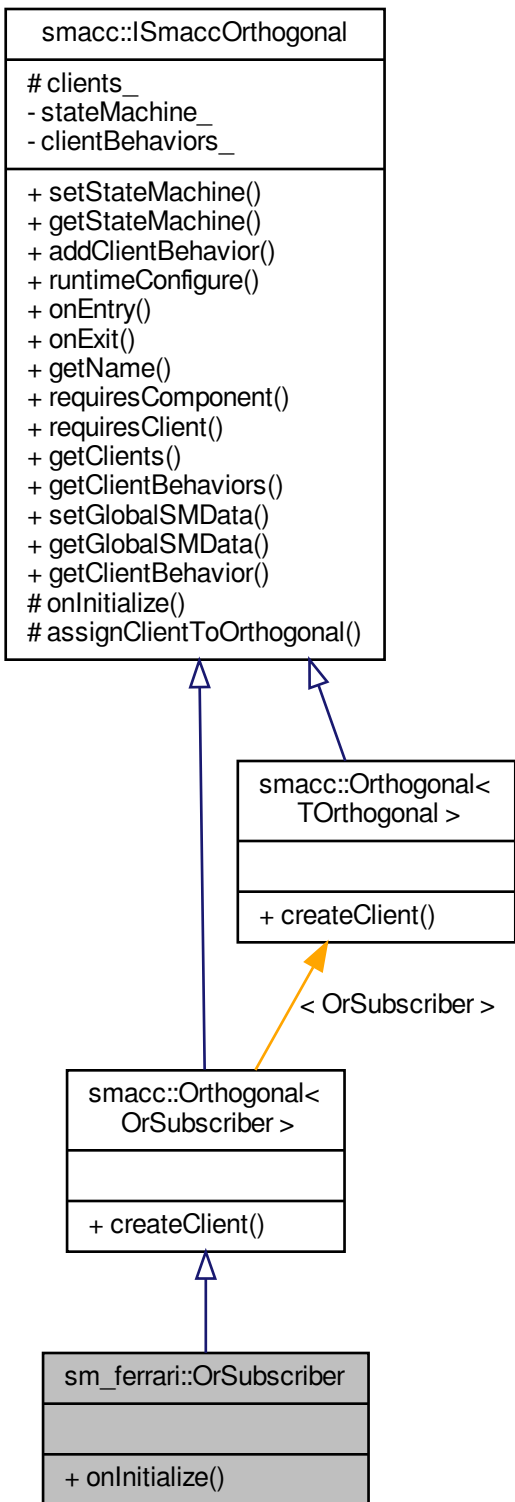 smacc::ISmaccOrthogonal
# clients_
- stateMachine_
- clientBehaviors_
+ setStateMachine()
+ getStateMachine()
+ addClientBehavior()
+ runtimeConfigure()
+ onEntry()
+ onExit()
+ getName()
+ requiresComponent()
+ requiresClient()
+ getClients()
+ getClientBehaviors()
+ setGlobalSMData()
+ getGlobalSMData()
+ getClientBehavior()
# onInitialize()
# assignClientToOrthogonal()
smacc::Orthogonal<
TOrthogonal >
+ createClient()
< OrSubscriber >
smacc::Orthogonal<
OrSubscriber >
+ createClient()
sm_ferrari::OrSubscriber
+ onInitialize()